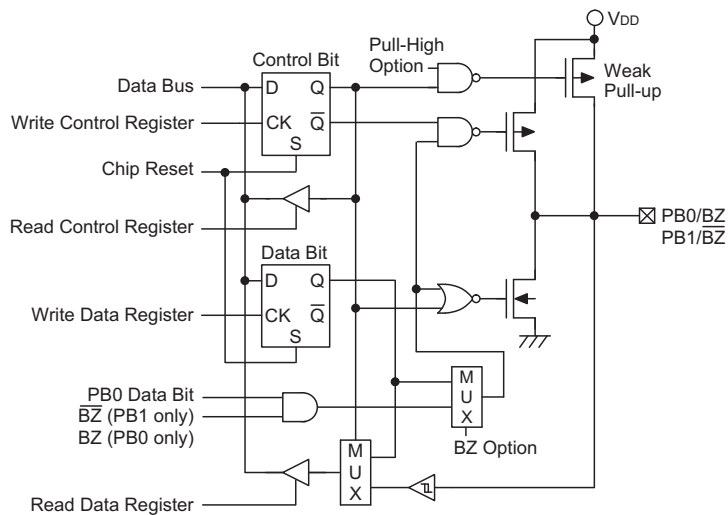 VDD
Pull-High
Option
Control Bit
Weak
Pull-up
Data Bus
D
Q
Write Control Register
CK
Q̅
S
Chip Reset
PB0/BZ
PB1/B̅Z̅
Read Control Register
Data Bit
D
Q
Write Data Register
CK
Q̅
S
PB0 Data Bit
B̅Z̅ (PB1 only)
BZ (PB0 only)
M
U
X
BZ Option
M
U
X
Read Data Register